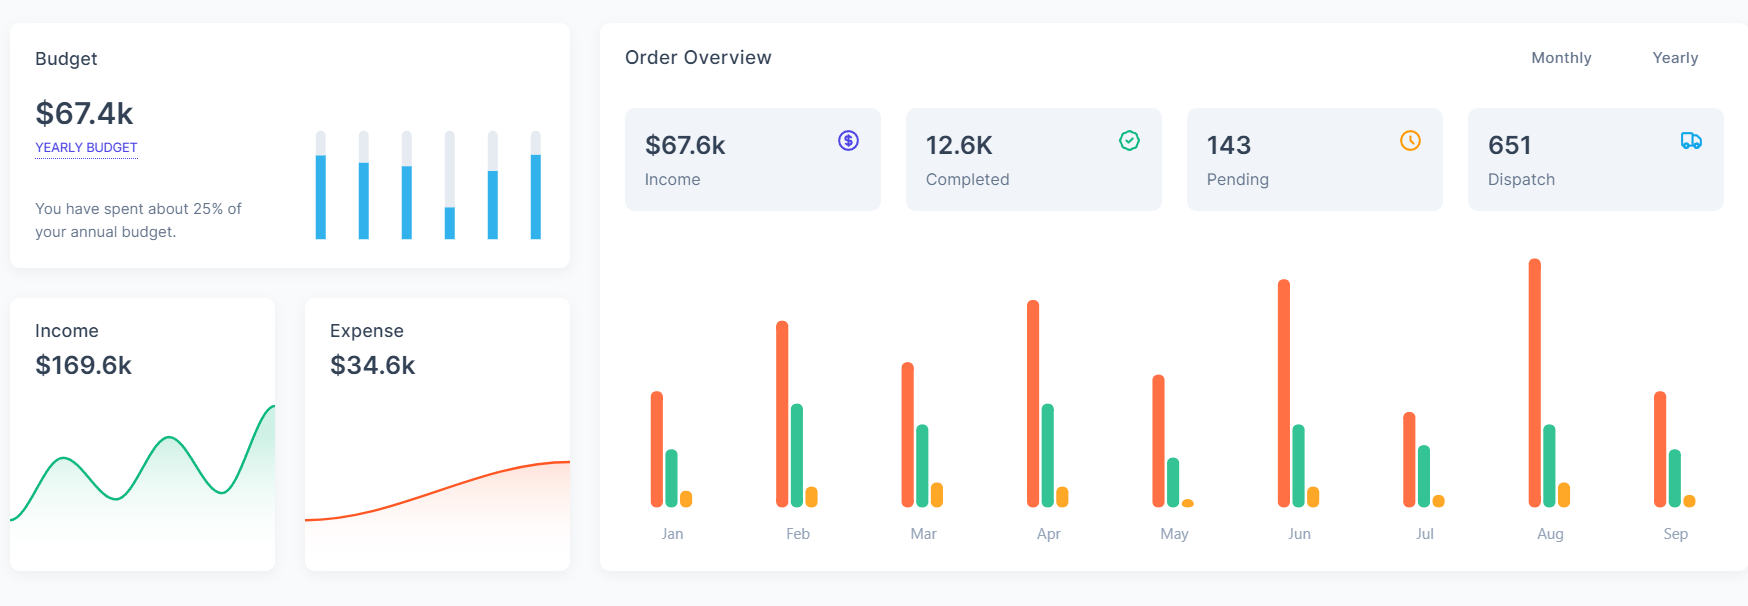 Budget
$67.4k
YEARLY BUDGET
You have spent about 25% of
your annual budget.
Income
$169.6k
Expense
$34.6k
Order Overview
Monthly
Yearly
$67.6k
Income
12.6K
Completed
143
Pending
651
Dispatch
Jan Feb Mar Apr May Jun Jul Aug Sep